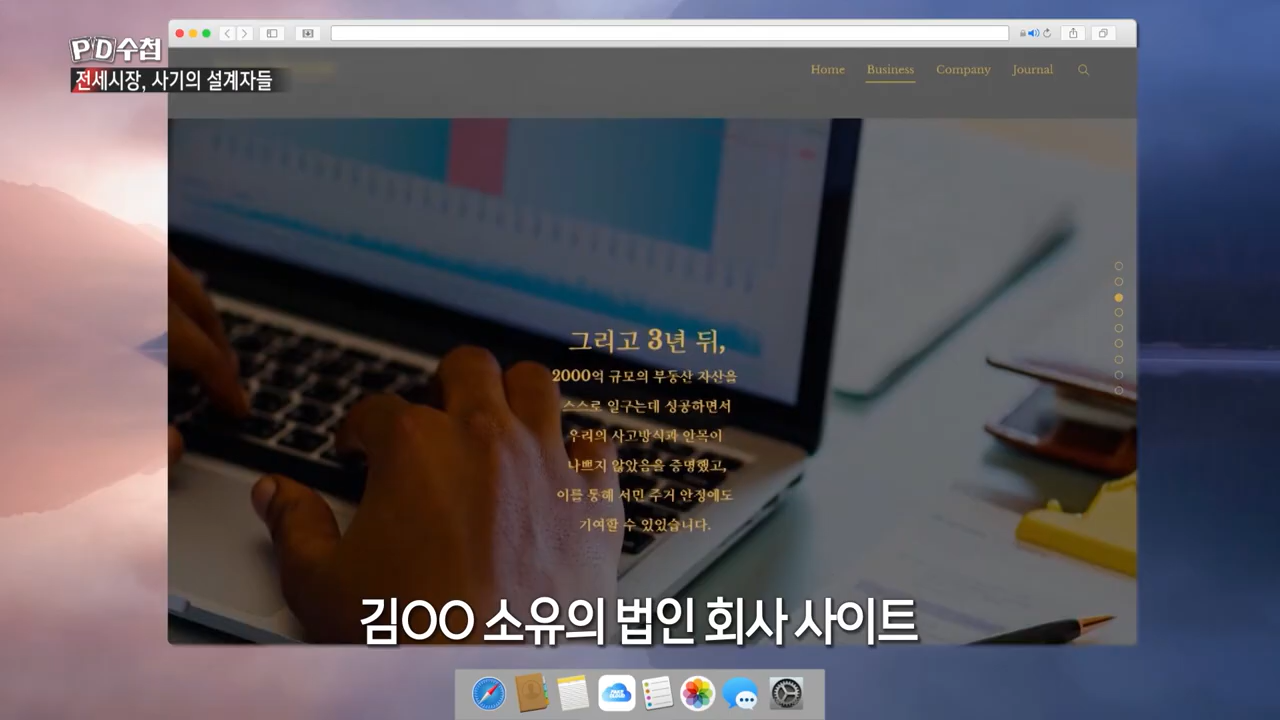 PD수첩
전세시장, 사기의 설계자들
Home Business Company Journal
그리고 3년 뒤,
2000억 규모의 부동산 자산을
스스로 일구는데 성공하면서
우리의 사고방식과 안목이
나쁘지 않았음을 증명했고,
이를 통해 서민 주거 안정에도
기여할 수 있었습니다.
김○○ 소유의 법인 회사 사이트